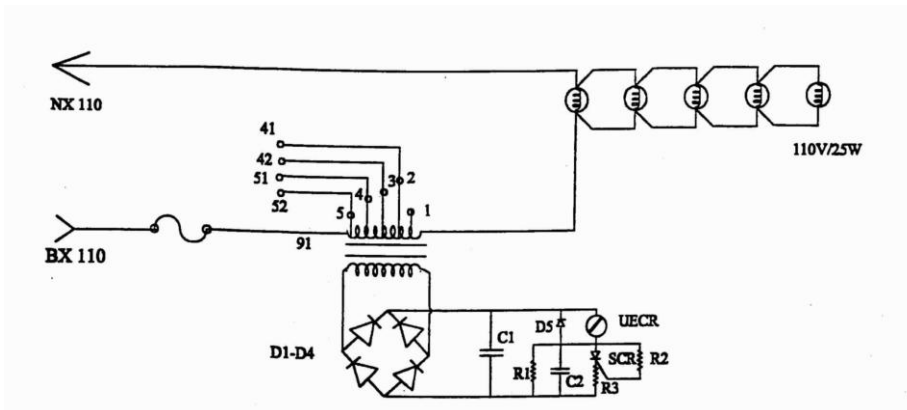 NX 110
41
42
51
52
2
3
4
5
1
110V/25W
BX 110
91
D1-D4
C1
D5
UECR
R1
C2
SCR
R2
R3